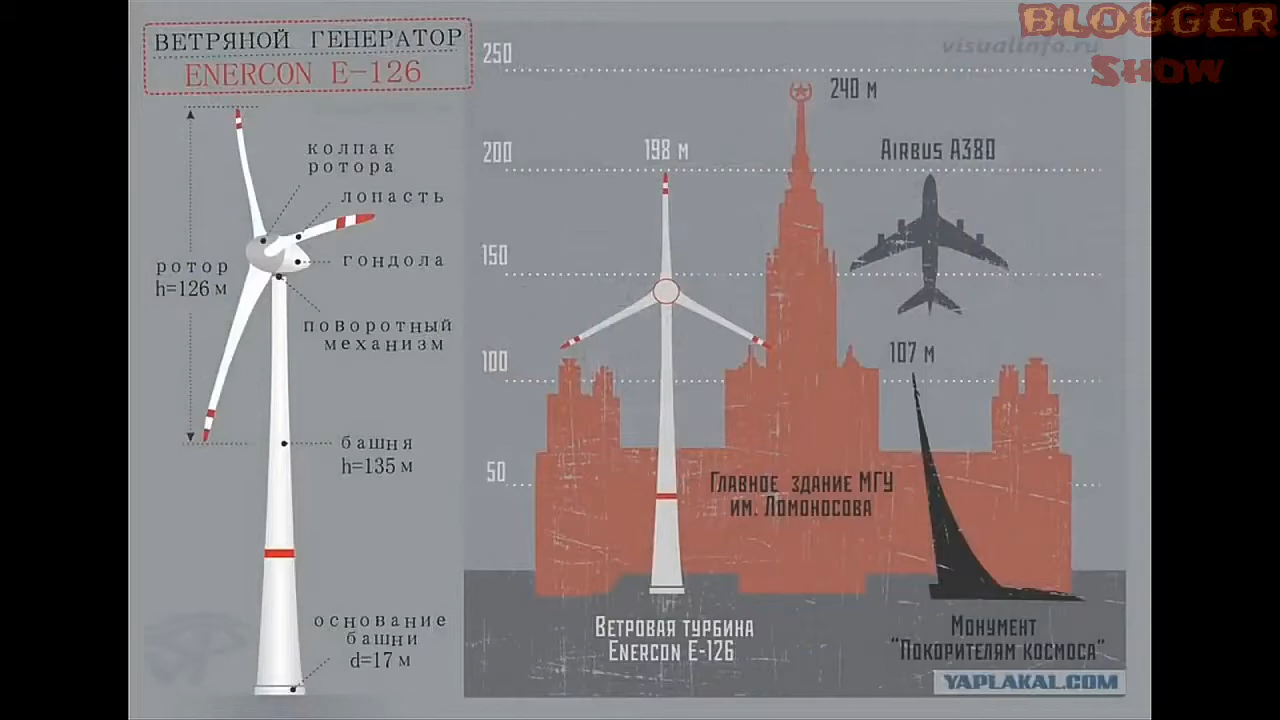 BLOGGER
SHOW
visualinfo.ru
ВЕТРЯНОЙ ГЕНЕРАТОР
ENERCON E-126
колпак
ротора
лопасть
гондола
ротор
h=126 м
поворотный
механизм
башня
h=135 м
основание
башни
d=17 м
250
200
150
100
50
240 м
198 м
AIRBUS A380
107 м
ГЛАВНОЕ ЗДАНИЕ МГУ
ИМ. ЛОМОНОСОВА
ВЕТРОВАЯ ТУРБИНА
ENERCON E-126
МОНУМЕНТ
"ПОКОРИТЕЛЯМ КОСМОСА"
YAPLAKAL.COM